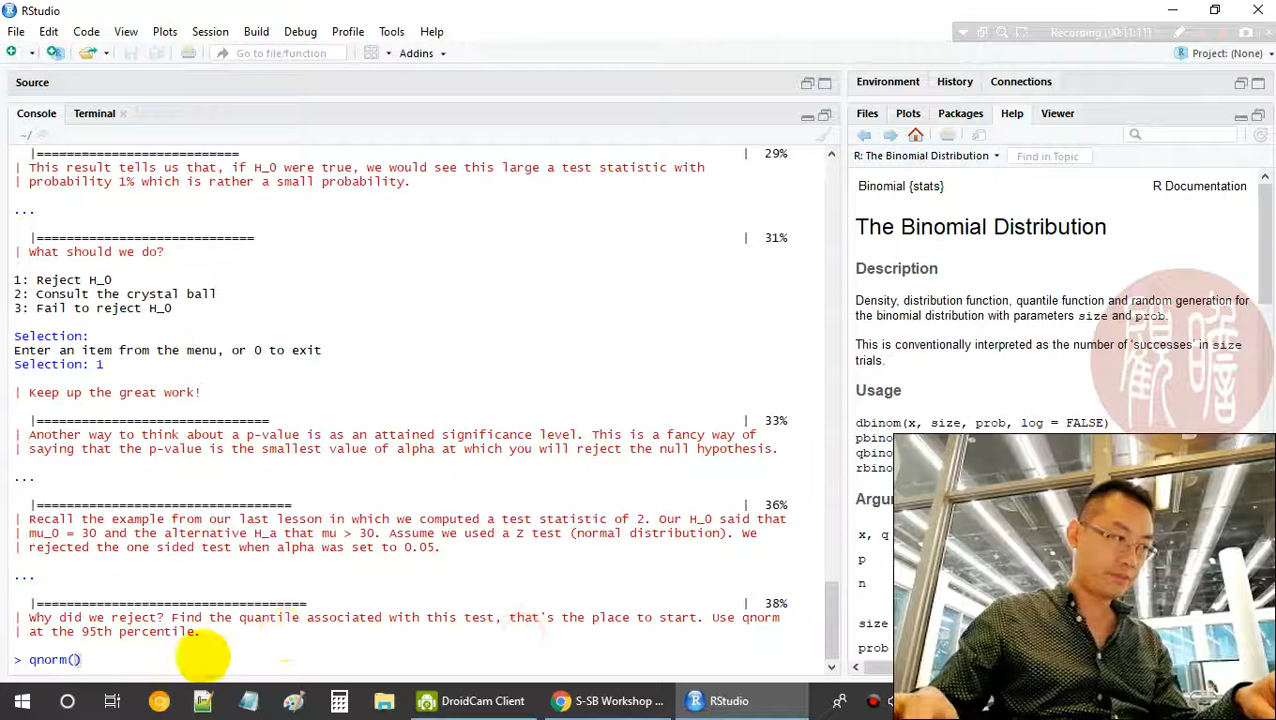 RStudio
File Edit Code View Plots Session Build Debug Profile Tools Help
Recording [00:11:11]
Go to file/function
Addins
Project: (None)
Source
Console Terminal
~/
|=========================== | 29%
| This result tells us that, if H_0 were true, we would see this large a test statistic with
| probability 1% which is rather a small probability.
...
|============================= | 31%
| What should we do?
1: Reject H_0
2: Consult the crystal ball
3: Fail to reject H_0
Selection:
Enter an item from the menu, or 0 to exit
Selection: 1
| Keep up the great work!
|=============================== | 33%
| Another way to think about a p-value is as an attained significance level. This is a fancy way of
| saying that the p-value is the smallest value of alpha at which you will reject the null hypothesis.
...
|================================== | 36%
| Recall the example from our last lesson in which we computed a test statistic of 2. Our H_0 said that
| mu_0 = 30 and the alternative H_a that mu > 30. Assume we used a Z test (normal distribution). We
| rejected the one sided test when alpha was set to 0.05.
...
|==================================== | 38%
| Why did we reject? Find the quantile associated with this test, that's the place to start. Use qnorm
| at the 95th percentile.
> qnorm()
Environment History Connections
Files Plots Packages Help Viewer
R: The Binomial Distribution
Find in Topic
Binomial {stats} R Documentation
The Binomial Distribution
Description
Density, distribution function, quantile function and random generation for
the binomial distribution with parameters size and prob.
This is conventionally interpreted as the number of ‘successes’ in size
trials.
Usage
dbinom(x, size, prob, log = FALSE)
pbino
qbino
rbino
Argu
x, q
p
n
size
prob
DroidCam Client
S-SB Workshop ...
RStudio